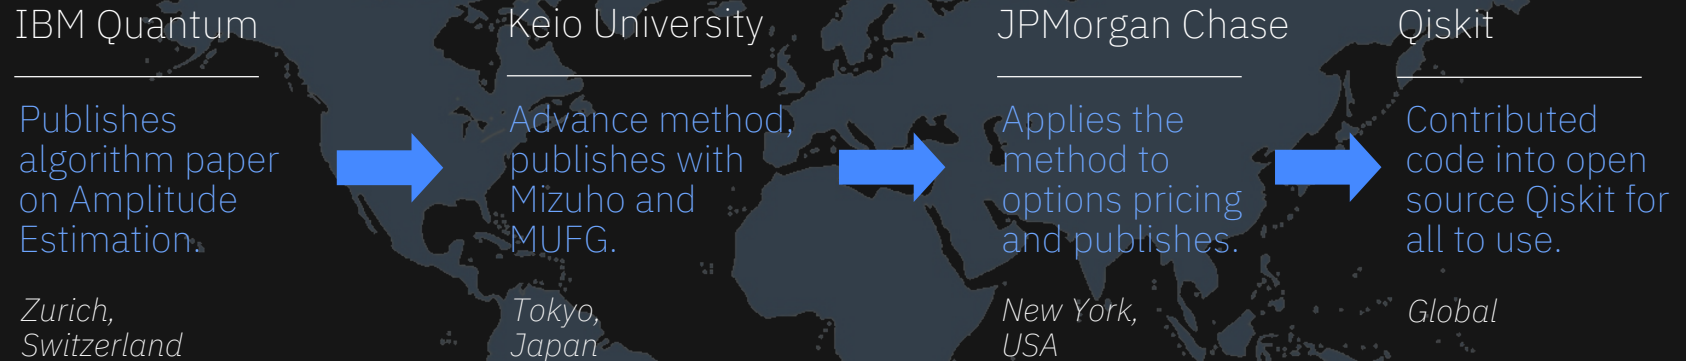 IBM Quantum
Publishes
algorithm paper
on Amplitude
Estimation.
Zurich,
Switzerland
Keio University
Advance method,
publishes with
Mizuho and
MUFG.
Tokyo,
Japan
JPMorgan Chase
Applies the
method to
options pricing
and publishes.
New York,
USA
Qiskit
Contributed
code into open
source Qiskit for
all to use.
Global